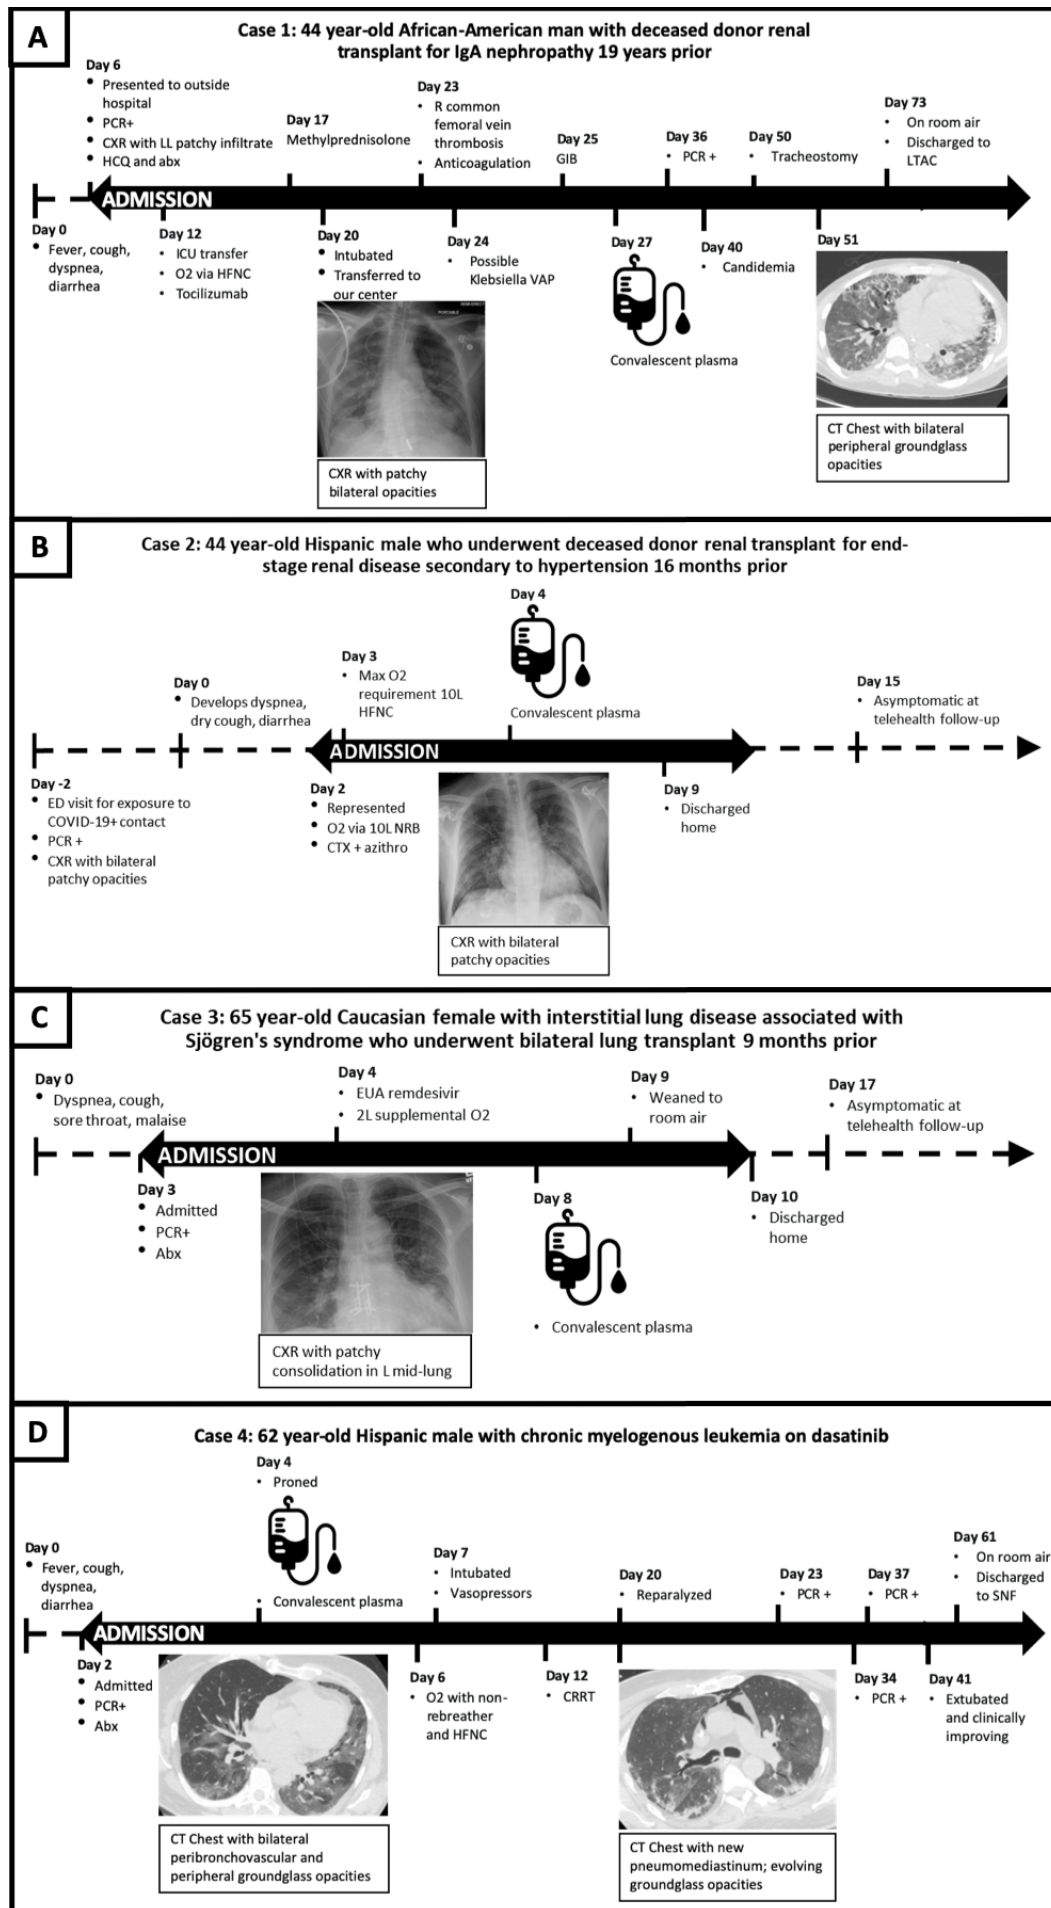 A
Case 1: 44 year-old African-American man with deceased donor renal
transplant for IgA nephropathy 19 years prior
Day 6
• Presented to outside
hospital
• PCR+
• CXR with LL patchy infiltrate
• HCQ and abx
Day 17
Methylprednisolone
Day 23
• R common
femoral vein
thrombosis
• Anticoagulation
Day 25
GIB
Day 36
• PCR +
Day 50
• Tracheostomy
Day 73
• On room air
• Discharged to
LTAC
ADMISSION
Day 0
• Fever, cough,
dyspnea,
diarrhea
Day 12
• ICU transfer
• O2 via HFNC
• Tocilizumab
Day 20
• Intubated
• Transferred to
our center
CXR with patchy
bilateral opacities
Day 24
• Possible
Klebsiella VAP
Day 27
Convalescent plasma
Day 40
• Candidemia
Day 51
CT Chest with bilateral
peripheral groundglass
opacities
B
Case 2: 44 year-old Hispanic male who underwent deceased donor renal transplant for end-
stage renal disease secondary to hypertension 16 months prior
Day 4
Convalescent plasma
Day 3
• Max O2
requirement 10L
HFNC
Day 0
• Develops dyspnea,
dry cough, diarrhea
Day 15
• Asymptomatic at
telehealth follow-up
ADMISSION
Day -2
• ED visit for exposure to
COVID-19+ contact
• PCR +
• CXR with bilateral
patchy opacities
Day 2
• Represented
• O2 via 10L NRB
• CTX + azithro
CXR with bilateral
patchy opacities
Day 9
• Discharged
home
C
Case 3: 65 year-old Caucasian female with interstitial lung disease associated with
Sjögren's syndrome who underwent bilateral lung transplant 9 months prior
Day 0
• Dyspnea, cough,
sore throat, malaise
Day 4
• EUA remdesivir
• 2L supplemental O2
Day 9
• Weaned to
room air
Day 17
• Asymptomatic at
telehealth follow-up
ADMISSION
Day 3
• Admitted
• PCR+
• Abx
CXR with patchy
consolidation in L mid-lung
Day 8
• Convalescent plasma
Day 10
• Discharged
home
D
Case 4: 62 year-old Hispanic male with chronic myelogenous leukemia on dasatinib
Day 4
• Proned
• Convalescent plasma
Day 0
• Fever, cough,
dyspnea,
diarrhea
Day 7
• Intubated
• Vasopressors
Day 20
• Reparalyzed
Day 23
• PCR +
Day 37
• PCR +
Day 61
• On room air
• Discharged
to SNF
ADMISSION
Day 2
• Admitted
• PCR+
• Abx
CT Chest with bilateral
peribronchovascular and
peripheral groundglass opacities
Day 6
• O2 with non-
rebreather
and HFNC
Day 12
• CRRT
CT Chest with new
pneumomediastinum; evolving
groundglass opacities
Day 34
• PCR +
Day 41
• Extubated
and clinically
improving